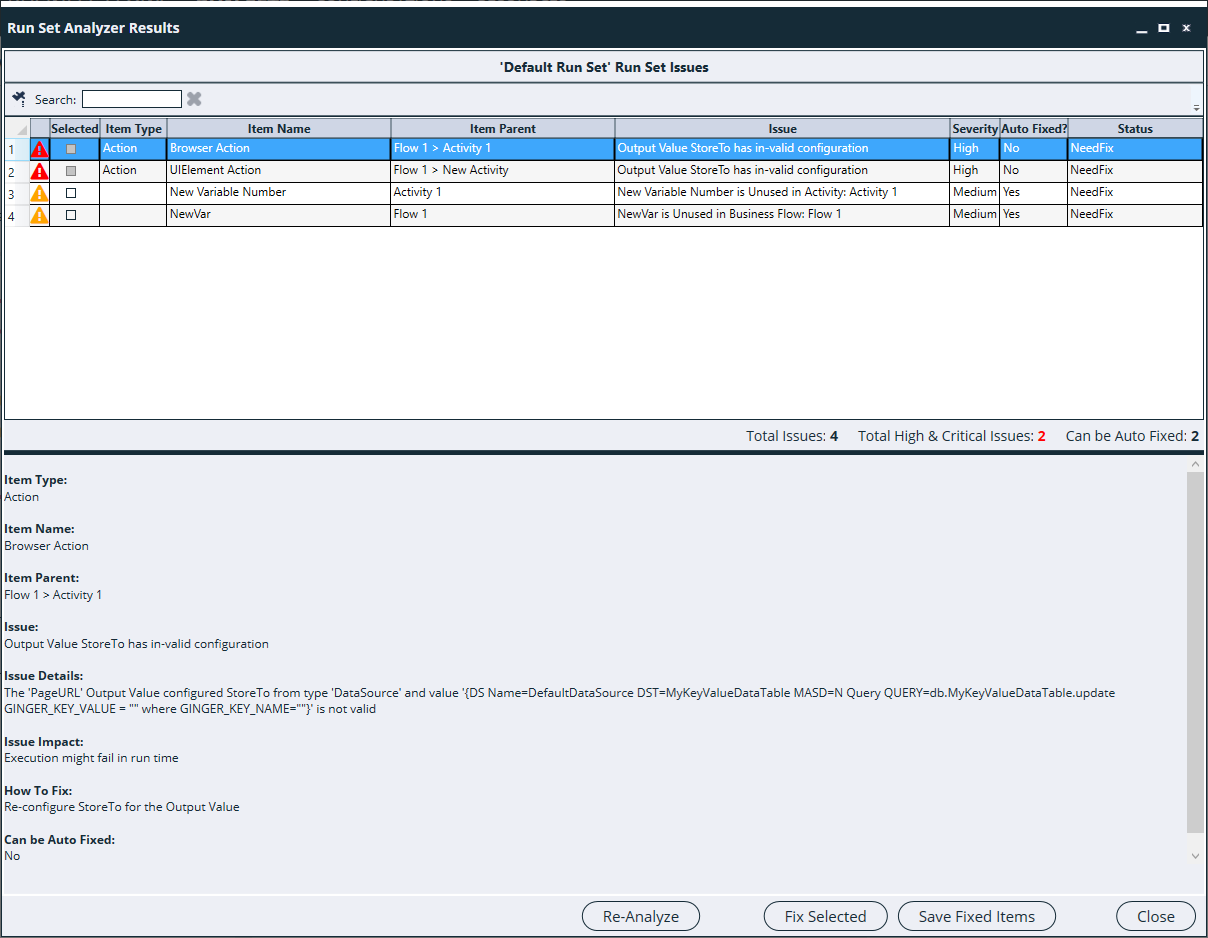 Run Set Analyzer Results
'Default Run Set' Run Set Issues
Search:
Selected Item Type Item Name Item Parent Issue Severity Auto Fixed? Status
1 Action Browser Action Flow 1 > Activity 1 Output Value StoreTo has in-valid configuration High No NeedFix
2 Action UIElement Action Flow 1 > New Activity Output Value StoreTo has in-valid configuration High No NeedFix
3 New Variable Number Activity 1 New Variable Number is Unused in Activity: Activity 1 Medium Yes NeedFix
4 NewVar Flow 1 NewVar is Unused in Business Flow: Flow 1 Medium Yes NeedFix
Total Issues: 4 Total High & Critical Issues: 2 Can be Auto Fixed: 2
Item Type:
Action
Item Name:
Browser Action
Item Parent:
Flow 1 > Activity 1
Issue:
Output Value StoreTo has in-valid configuration
Issue Details:
The 'PageURL' Output Value configured StoreTo from type 'DataSource' and value '{DS Name=DefaultDataSource DST=MyKeyValueDataTable MASD=N Query QUERY=db.MyKeyValueDataTable.update
GINGER_KEY_VALUE = "" where GINGER_KEY_NAME=""}' is not valid
Issue Impact:
Execution might fail in run time
How To Fix:
Re-configure StoreTo for the Output Value
Can be Auto Fixed:
No
Re-Analyze Fix Selected Save Fixed Items Close